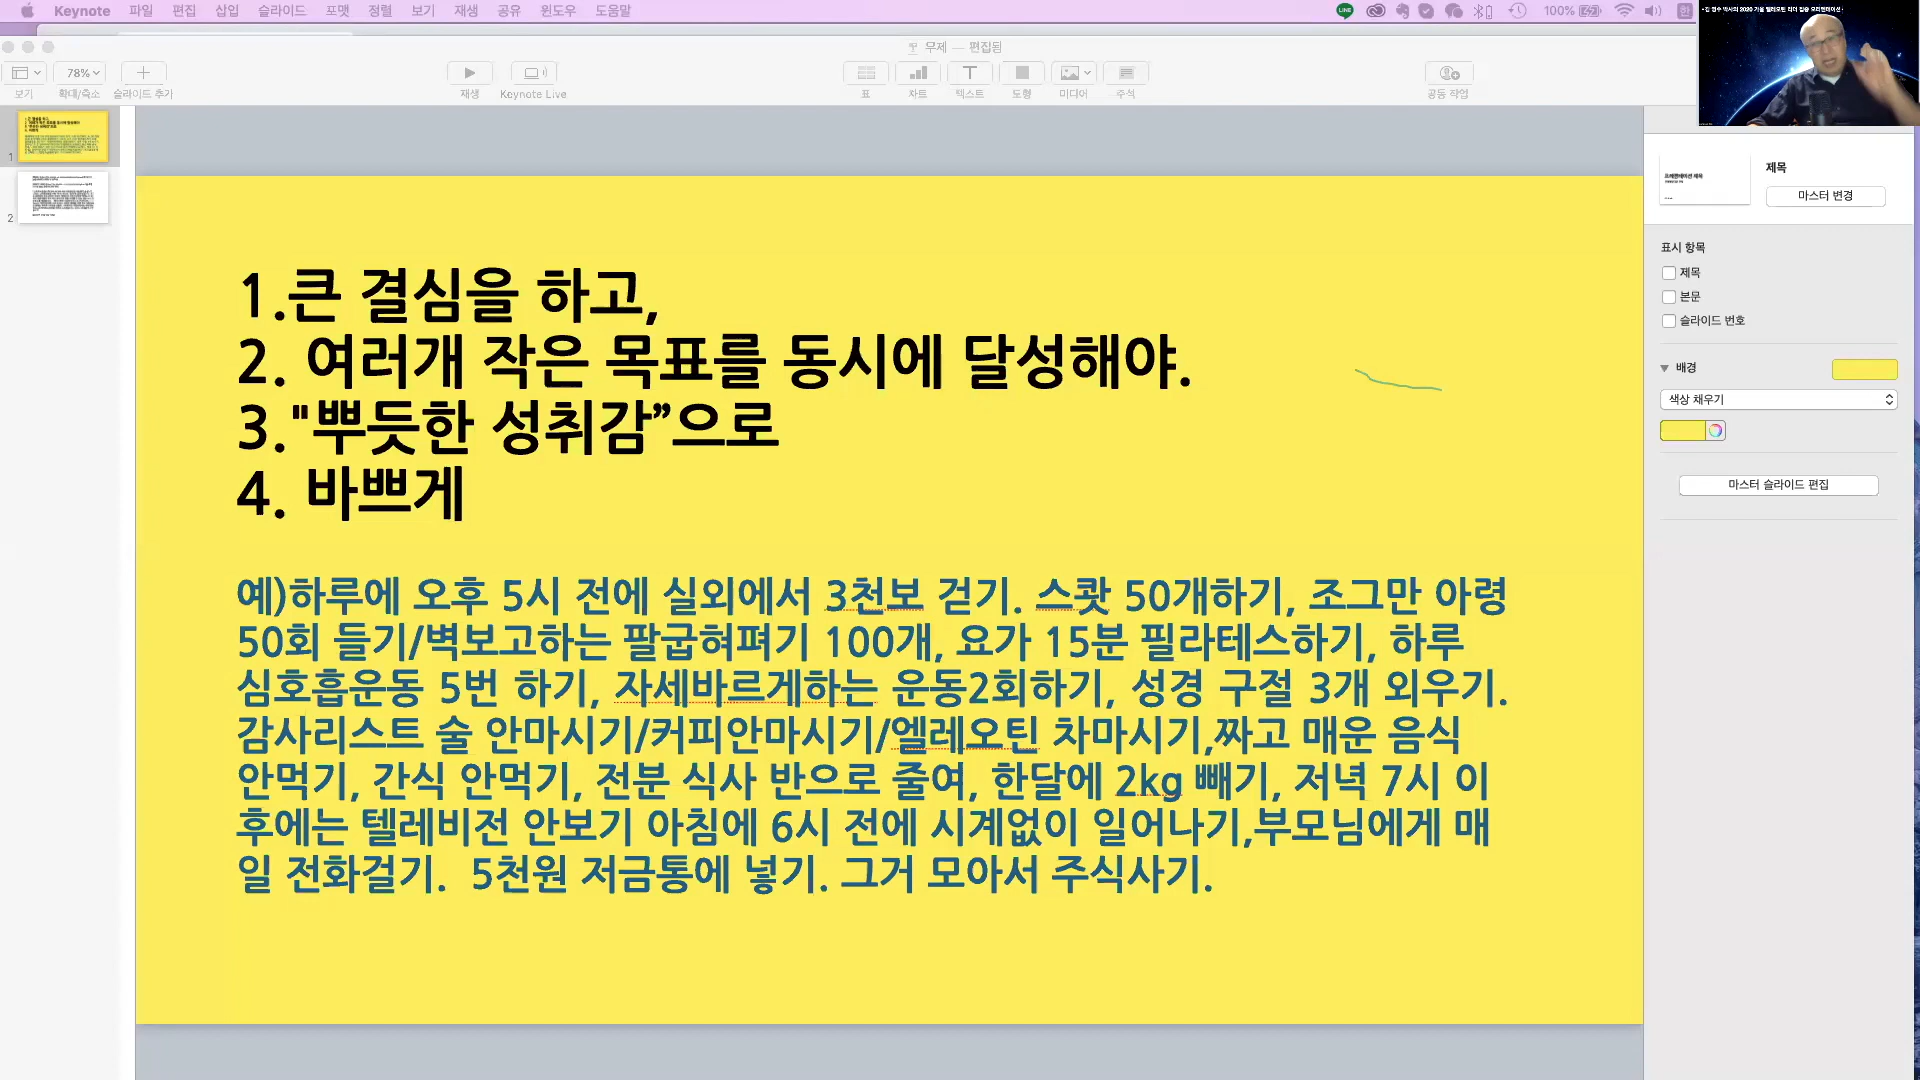 Keynote 파일 편집 삽입 슬라이드 포맷 정렬 보기 재생 공유 윈도우 도움말
LINE 100% 한
무제 — 편집됨
78%
보기 확대/축소 슬라이드 추가 재생 Keynote Live 표 차트 텍스트 도형 미디어 주석 공동 작업
1
2
1.큰 결심을 하고,
2. 여러개 작은 목표를 동시에 달성해야.
3."뿌듯한 성취감”으로
4. 바쁘게
예)하루에 오후 5시 전에 실외에서 3천보 걷기. 스쾃 50개하기, 조그만 아령
50회 들기/벽보고하는 팔굽혀펴기 100개, 요가 15분 필라테스하기, 하루
심호흡운동 5번 하기, 자세바르게하는 운동2회하기, 성경 구절 3개 외우기.
감사리스트 술 안마시기/커피안마시기/엘레오틴 차마시기,짜고 매운 음식
안먹기, 간식 안먹기, 전분 식사 반으로 줄여, 한달에 2kg 빼기, 저녁 7시 이
후에는 텔레비전 안보기 아침에 6시 전에 시계없이 일어나기,부모님에게 매
일 전화걸기.  5천원 저금통에 넣기. 그거 모아서 주식사기.
프레젠테이션 제목
제목
마스터 변경
표시 항목
제목
본문
슬라이드 번호
배경
색상 채우기
마스터 슬라이드 편집